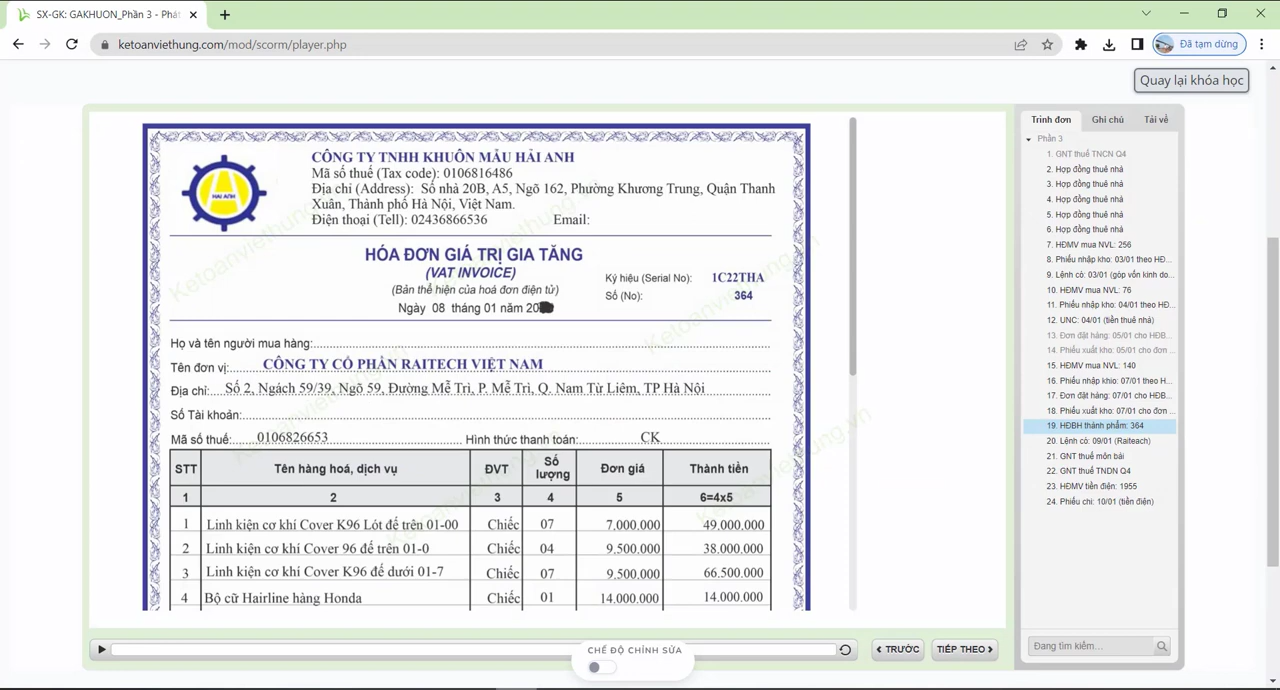 SX-GK: GAKHUON_Phần 3 - Phát
ketoanviethung.com/mod/scorm/player.php
Đã tạm dừng
Quay lại khóa học
HẢI ANH
CÔNG TY TNHH KHUÔN MẪU HẢI ANH
Mã số thuế (Tax code): 0106816486
Địa chỉ (Address): Số nhà 20B, A5, Ngõ 162, Phường Khương Trung, Quận Thanh
Xuân, Thành phố Hà Nội, Việt Nam.
Điện thoại (Tell): 02436866536 Email:
HÓA ĐƠN GIÁ TRỊ GIA TĂNG
(VAT INVOICE)
(Bản thể hiện của hoá đơn điện tử)
Ngày 08 tháng 01 năm 20
Ký hiệu (Serial No): 1C22THA
Số (No): 364
Họ và tên người mua hàng:
Tên đơn vị: CÔNG TY CỔ PHẦN RAITECH VIỆT NAM
Địa chỉ: Số 2, Ngách 59/39, Ngõ 59, Đường Mễ Trì, P. Mễ Trì, Q. Nam Từ Liêm, TP Hà Nội
Số Tài khoản:
Mã số thuế: 0106826653 Hình thức thanh toán: CK
STT Tên hàng hoá, dịch vụ ĐVT Số lượng Đơn giá Thành tiền
1 2 3 4 5 6=4x5
1 Linh kiện cơ khí Cover K96 Lót đế trên 01-00 Chiếc 07 7.000.000 49.000.000
2 Linh kiện cơ khí Cover 96 đế trên 01-0 Chiếc 04 9.500.000 38.000.000
3 Linh kiện cơ khí Cover K96 đế dưới 01-7 Chiếc 07 9.500.000 66.500.000
4 Bộ cữ Hairline hàng Honda Chiếc 01 14.000.000 14.000.000
Ketoanviethung.vn
Trình đơn Ghi chú Tải về
Phần 3
1. GNT thuế TNCN Q4
2. Hợp đồng thuê nhà
3. Hợp đồng thuê nhà
4. Hợp đồng thuê nhà
5. Hợp đồng thuê nhà
6. Hợp đồng thuê nhà
7. HĐMV mua NVL: 256
8. Phiếu nhập kho: 03/01 theo HĐ...
9. Lệnh có: 03/01 (góp vốn kinh do...
10. HĐMV mua NVL: 76
11. Phiếu nhập kho: 04/01 theo HĐ...
12. UNC: 04/01 (tiền thuê nhà)
13. Đơn đặt hàng: 05/01 cho HĐB...
14. Phiếu xuất kho: 05/01 cho đơn ...
15. HĐMV mua NVL: 140
16. Phiếu nhập kho: 07/01 theo H...
17. Đơn đặt hàng: 07/01 cho HĐB...
18. Phiếu xuất kho: 07/01 cho đơn ...
19. HĐBH thành phẩm: 364
20. Lệnh có: 09/01 (Raiteach)
21. GNT thuế môn bài
22. GNT thuế TNDN Q4
23. HĐMV tiền điện: 1955
24. Phiếu chi: 10/01 (tiền điện)
Đang tìm kiếm...
TRƯỚC
TIẾP THEO
CHẾ ĐỘ CHỈNH SỬA